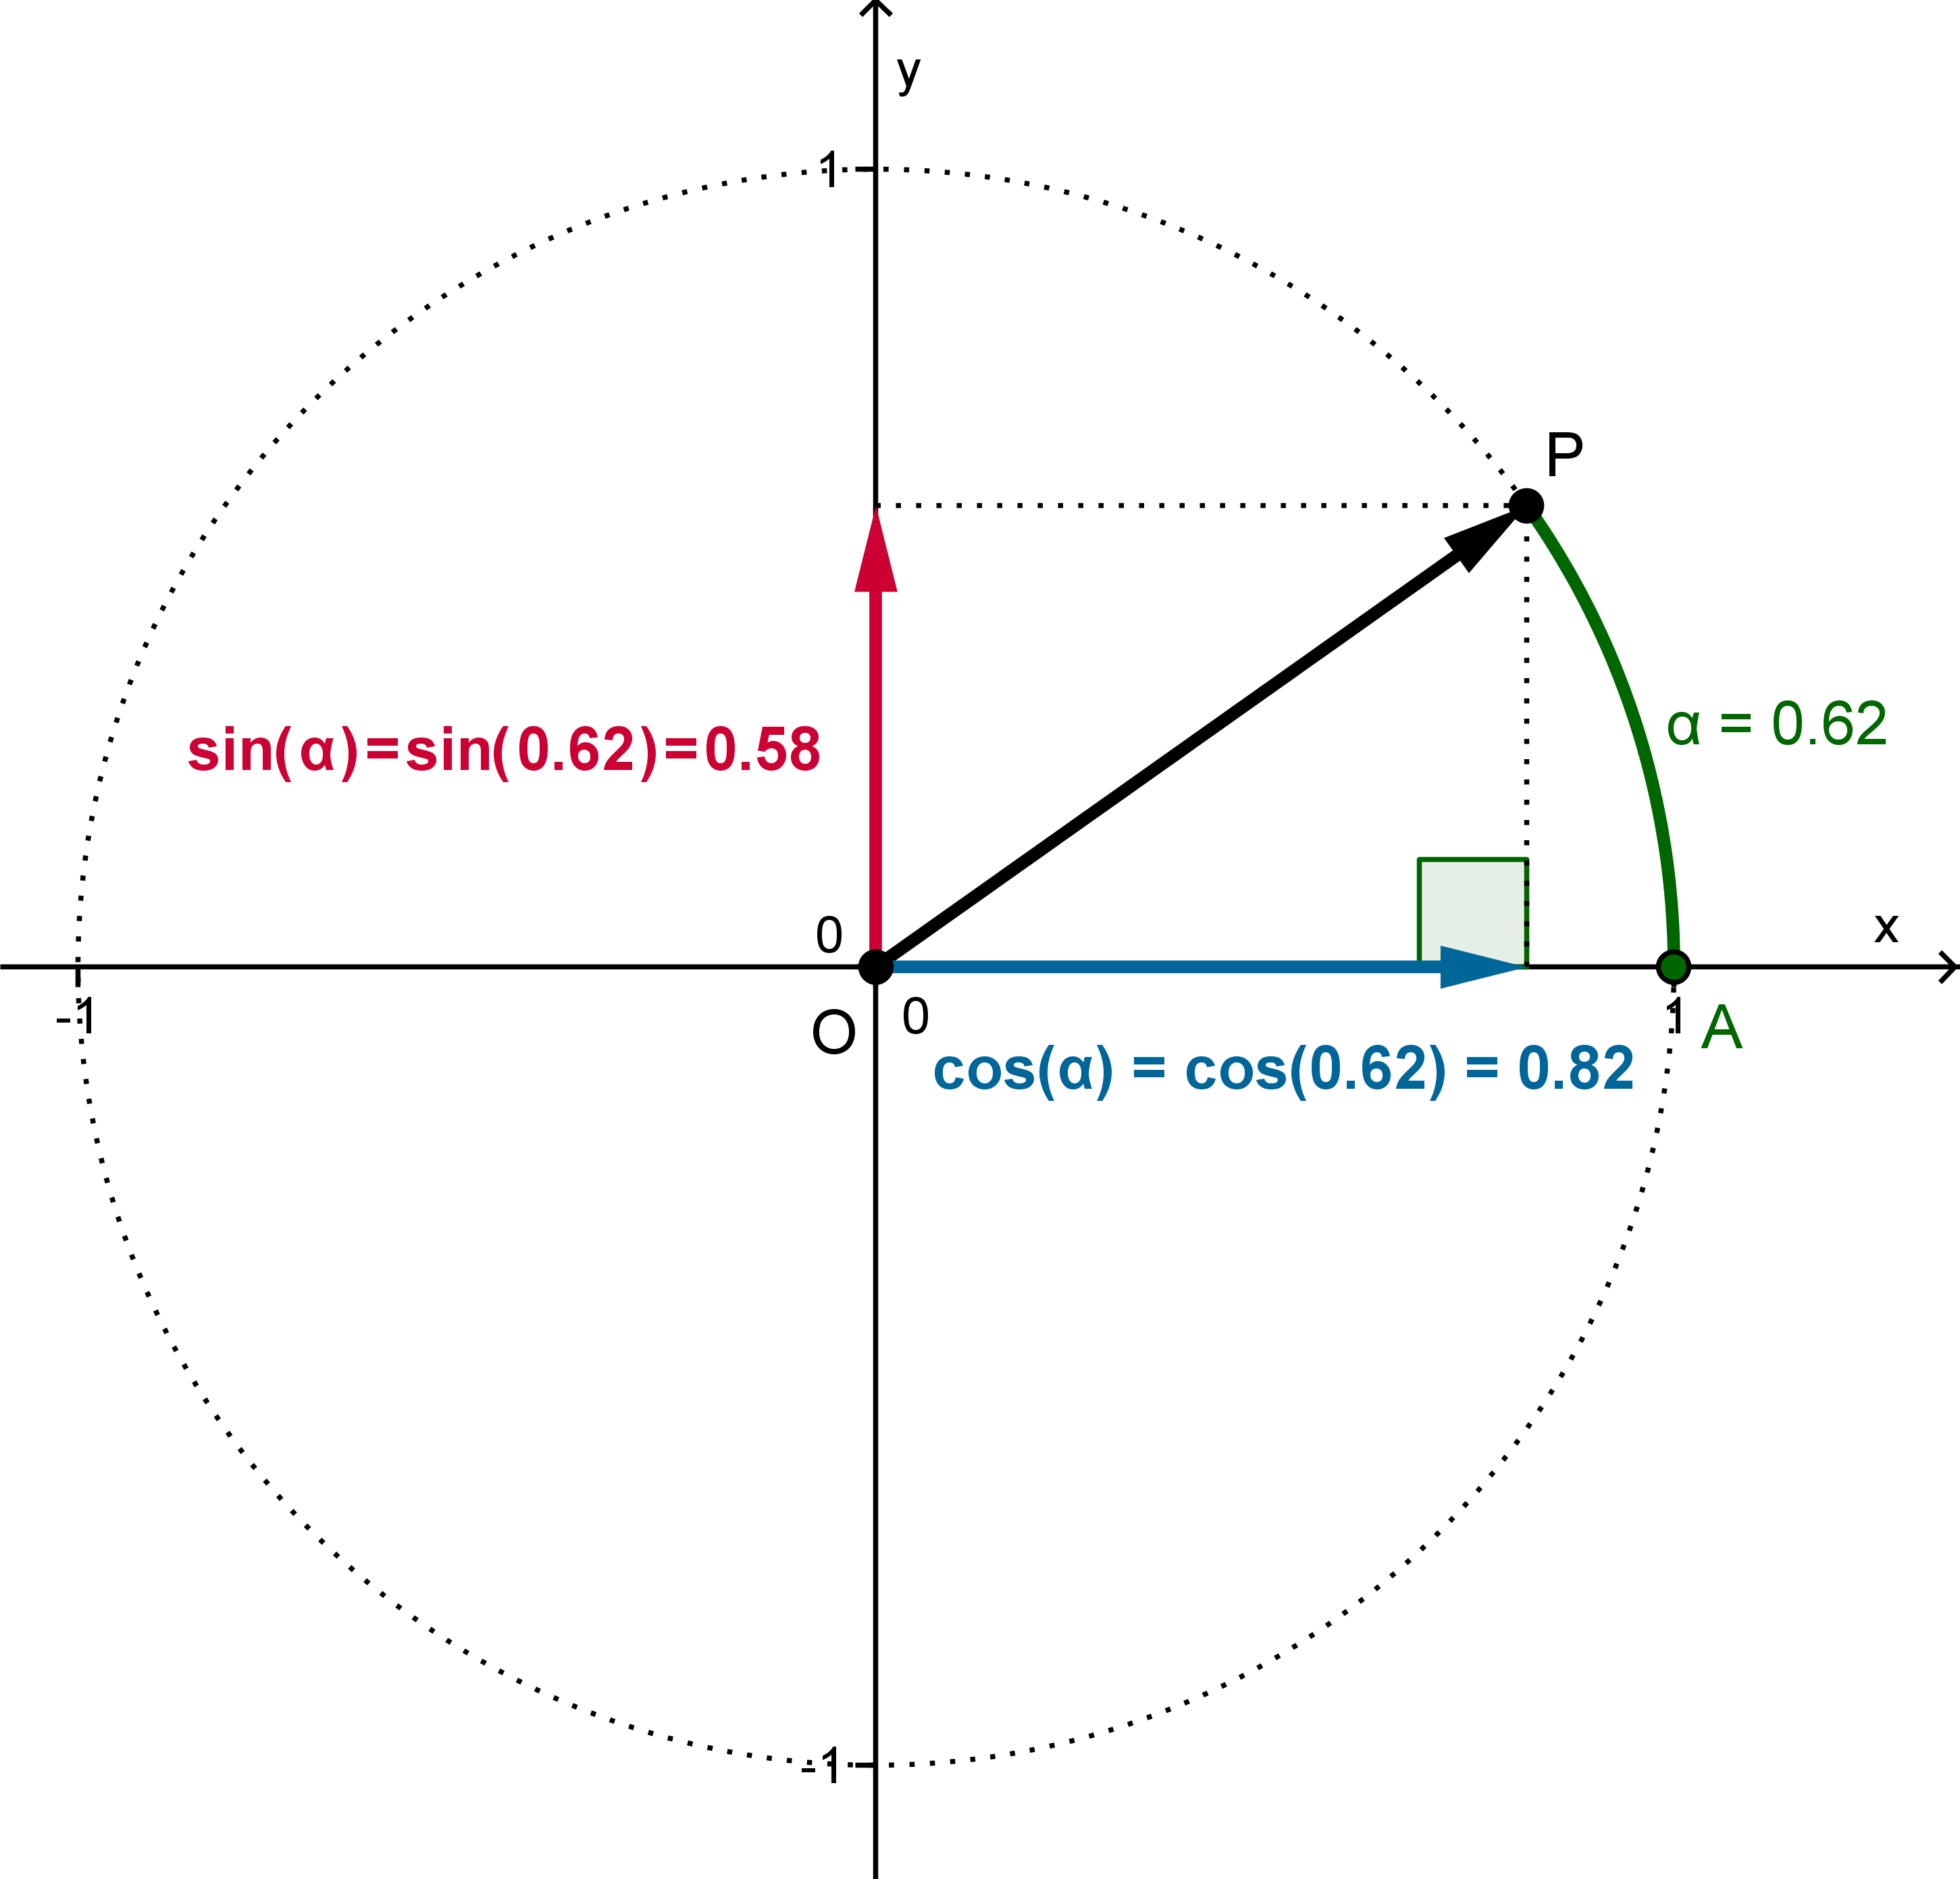 y
1
P
α = 0.62
sin(α)=sin(0.62)=0.58
0
x
-1
O
0
1
A
cos(α) = cos(0.62) = 0.82
-1